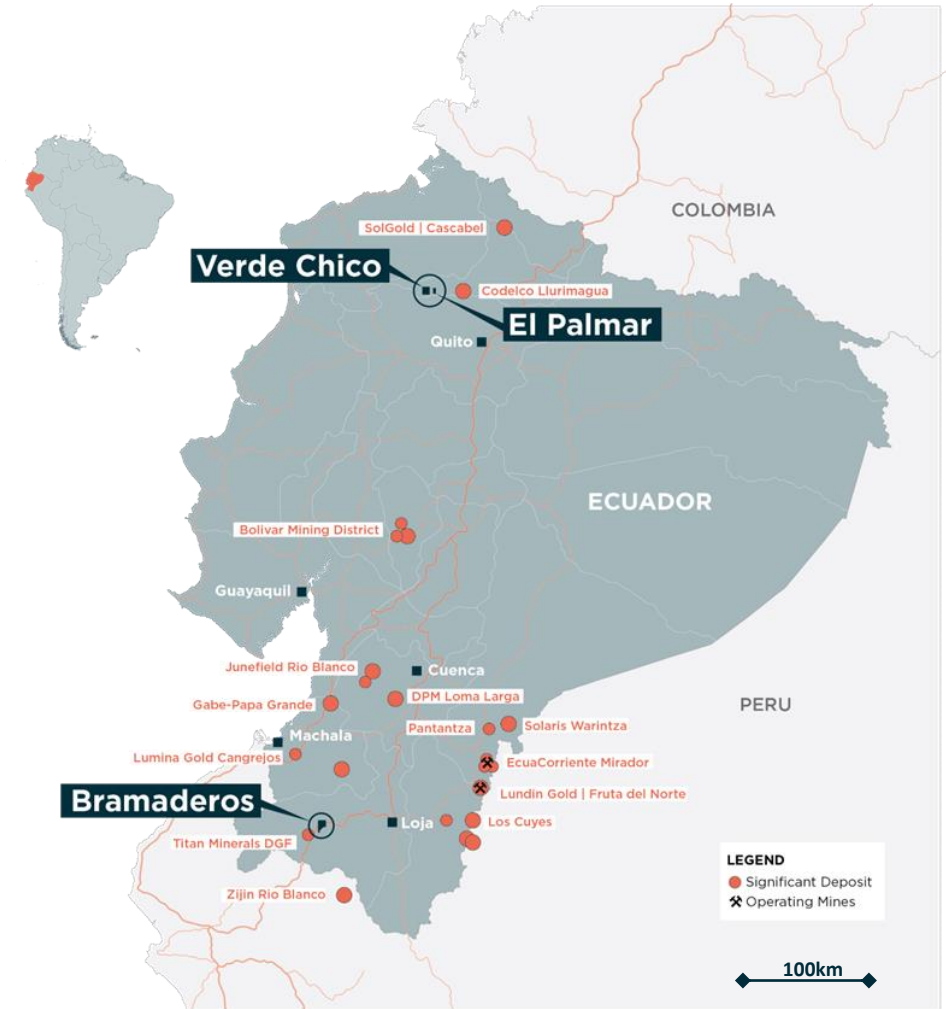 COLOMBIA
SolGold | Cascabel
Verde Chico
Codelco Llurimagua
El Palmar
Quito
ECUADOR
Bolivar Mining District
Guayaquil
Junefield Rio Blanco
Cuenca
DPM Loma Larga
Gabe-Papa Grande
PERU
Pantantza
Solaris Warintza
Machala
Lumina Gold Cangrejos
EcuaCorriente Mirador
Lundin Gold | Fruta del Norte
Bramaderos
Loja
Los Cuyes
Titan Minerals DGF
Zijin Rio Blanco
LEGEND
Significant Deposit
Operating Mines
100km